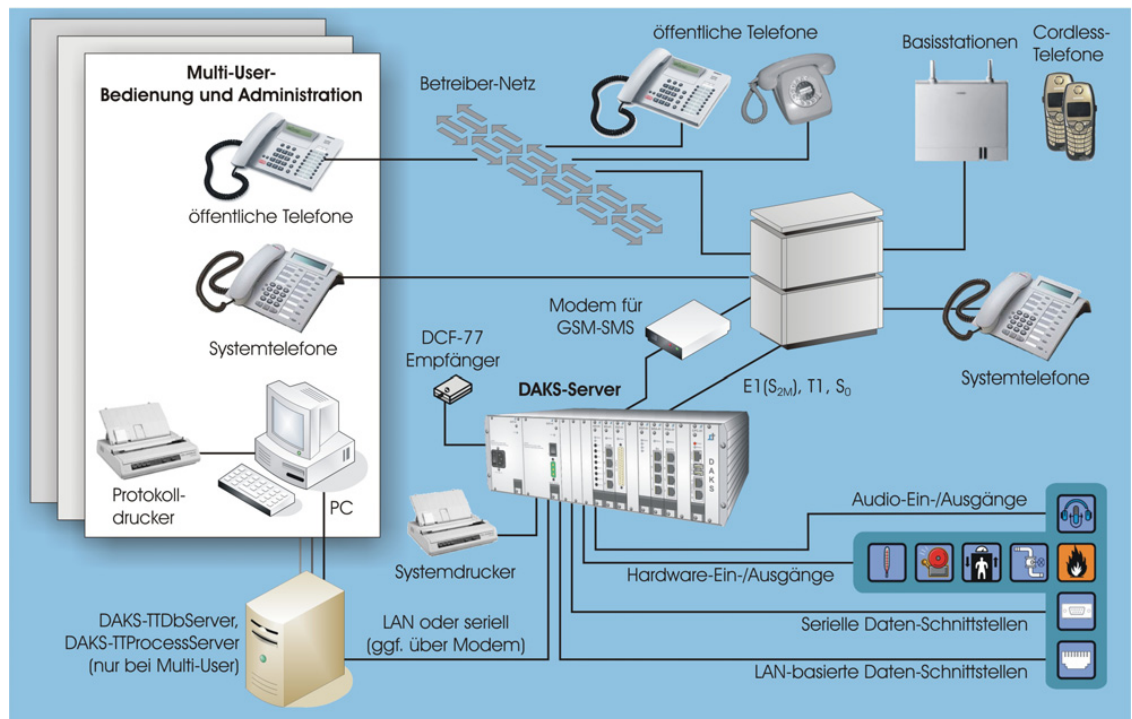 Multi-User-
Bedienung und Administration
öffentliche Telefone
Systemtelefone
Protokoll-
drucker
PC
Betreiber-Netz
öffentliche Telefone
Basisstationen
Cordless-
Telefone
Modem für
GSM-SMS
DCF-77
Empfänger
DAKS-Server
E1(S2M), T1, S0
Systemtelefone
DAKS
Systemdrucker
Audio-Ein-/Ausgänge
Hardware-Ein-/Ausgänge
Serielle Daten-Schnittstellen
LAN-basierte Daten-Schnittstellen
DAKS-TTDbServer,
DAKS-TTProcessServer
(nur bei Multi-User)
LAN oder seriell
(ggf. über Modem)